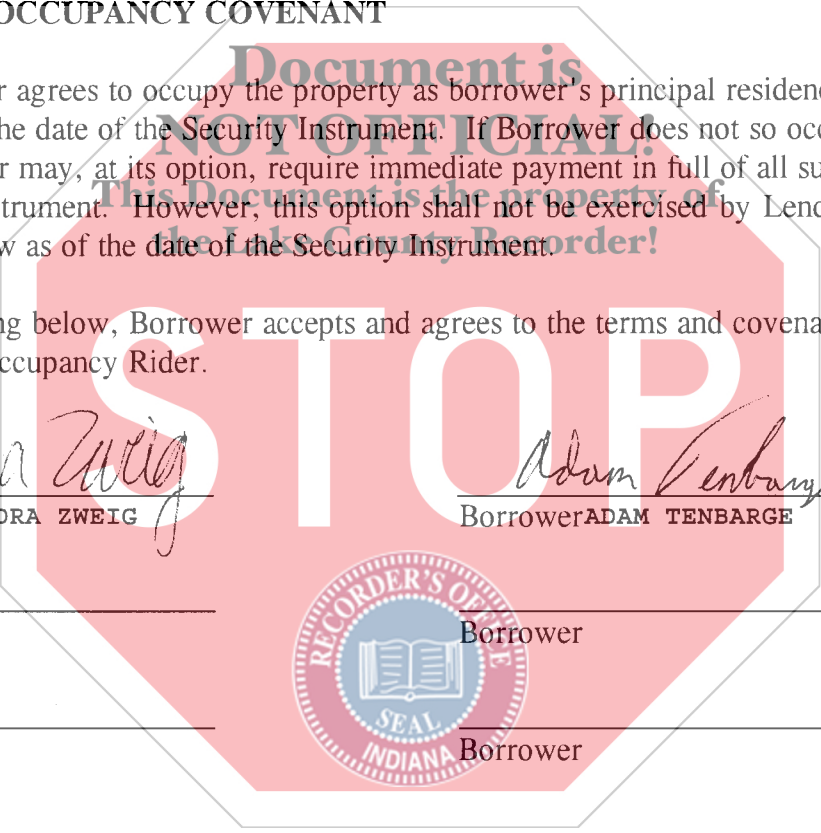 OCCUPANCY COVENANT
Document is
r agrees to occupy the property as borrower's principal residen
NOT OFFICIAL!
he date of the Security Instrument. If Borrower does not so occ
r may, at its option, require immediate payment in full of all su
This Document is the property of
strument. However, this option shall not be exercised by Lend
the Lake County Recorder!
w as of the date of the Security Instrument.
ng below, Borrower accepts and agrees to the terms and covena
ccupancy Rider.
STOP
a Zweig
Adam Tenbarge
ORA ZWEIG
Borrower ADAM TENBARGE
RECORDER'S OFFICE
Borrower
SEAL
INDIANA
Borrower